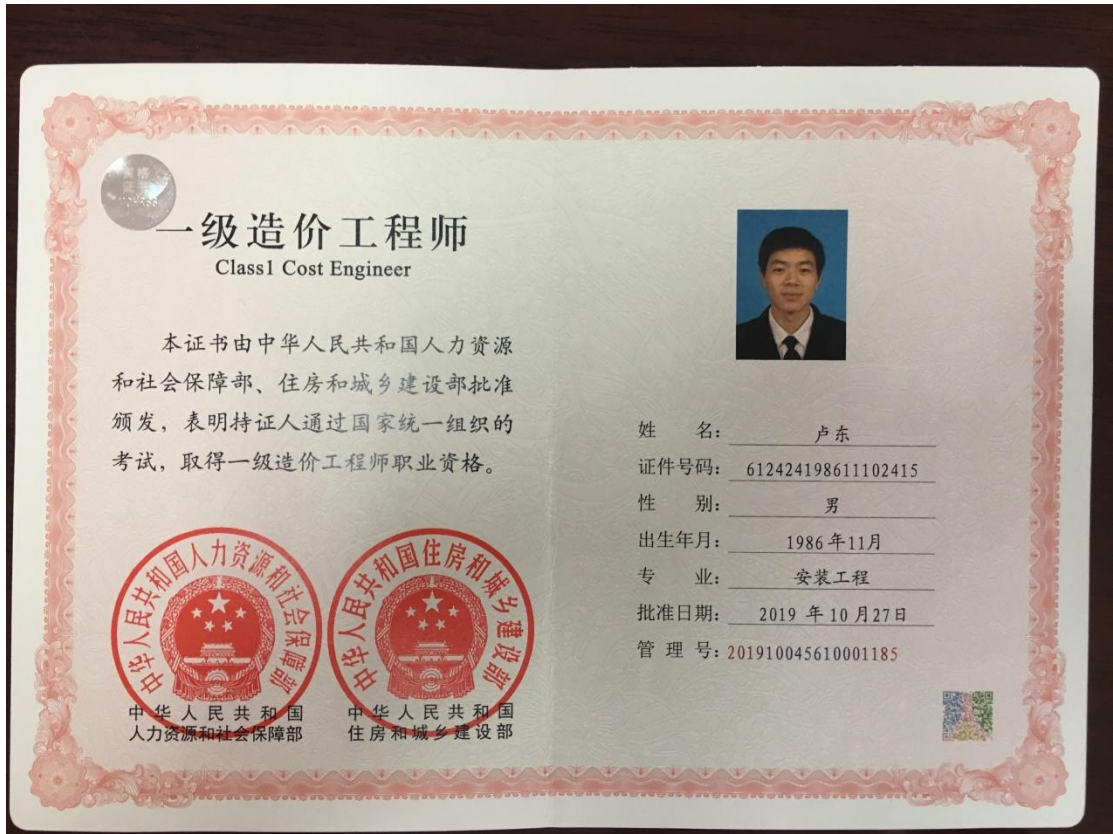 一级造价工程师
Class1 Cost Engineer
本证书由中华人民共和国人力资源
和社会保障部、住房和城乡建设部批准
颁发，表明持证人通过国家统一组织的
考试，取得一级造价工程师职业资格。
中华人民共和国人力资源和社会保障部
中华人民共和国住房和城乡建设部
中华人民共和国
人力资源和社会保障部
中华人民共和国
住房和城乡建设部
姓 名：卢东
证件号码：612424198611102415
性 别：男
出生年月：1986年11月
专 业：安装工程
批准日期：2019 年 10 月27日
管 理 号：201910045610001185